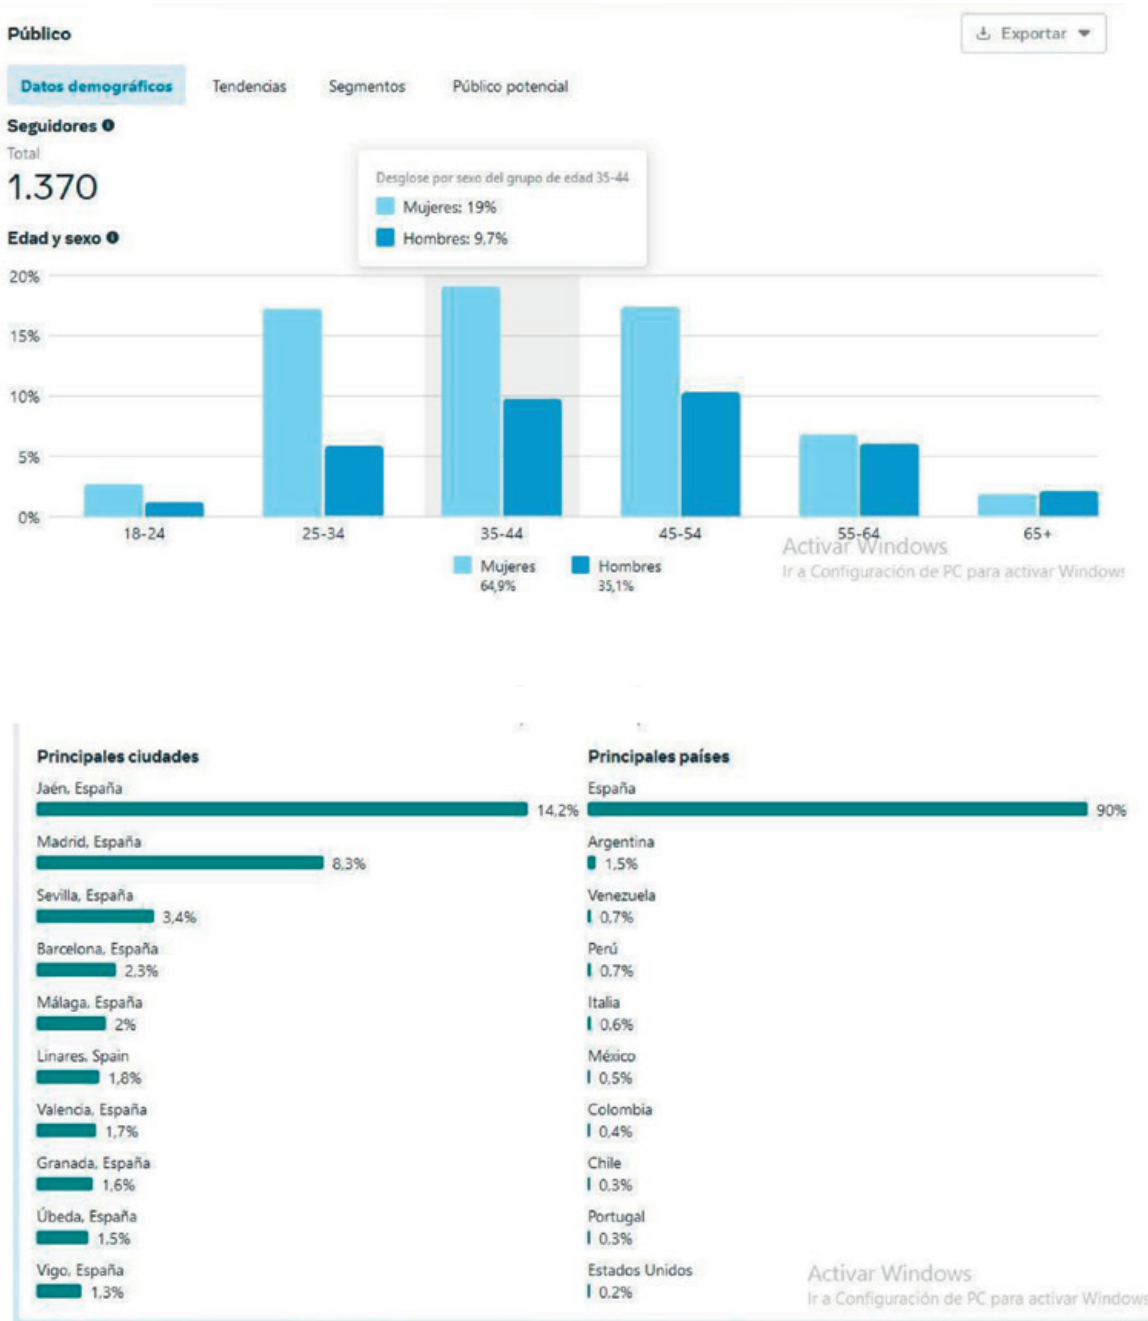 Público
Exportar
Datos demográficos Tendencias Segmentos Público potencial
Seguidores
Total
1.370
Desglose por sexo del grupo de edad 35-44
Mujeres: 19%
Hombres: 9,7%
Edad y sexo
20%
15%
10%
5%
0%
18-24 25-34 35-44 45-54 55-64 65+
Mujeres
64,9%
Hombres
35,1%
Activar Windows
Ir a Configuración de PC para activar Windows
Principales ciudades
Jaén, España
14,2%
Madrid, España
8,3%
Sevilla, España
3,4%
Barcelona, España
2,3%
Málaga, España
2%
Linares, Spain
1,8%
Valencia, España
1,7%
Granada, España
1,6%
Úbeda, España
1,5%
Vigo, España
1,3%
Principales países
España
90%
Argentina
1,5%
Venezuela
0,7%
Perú
0,7%
Italia
0,6%
México
0,5%
Colombia
0,4%
Chile
0,3%
Portugal
0,3%
Estados Unidos
0,2%
Activar Windows
Ir a Configuración de PC para activar Windows